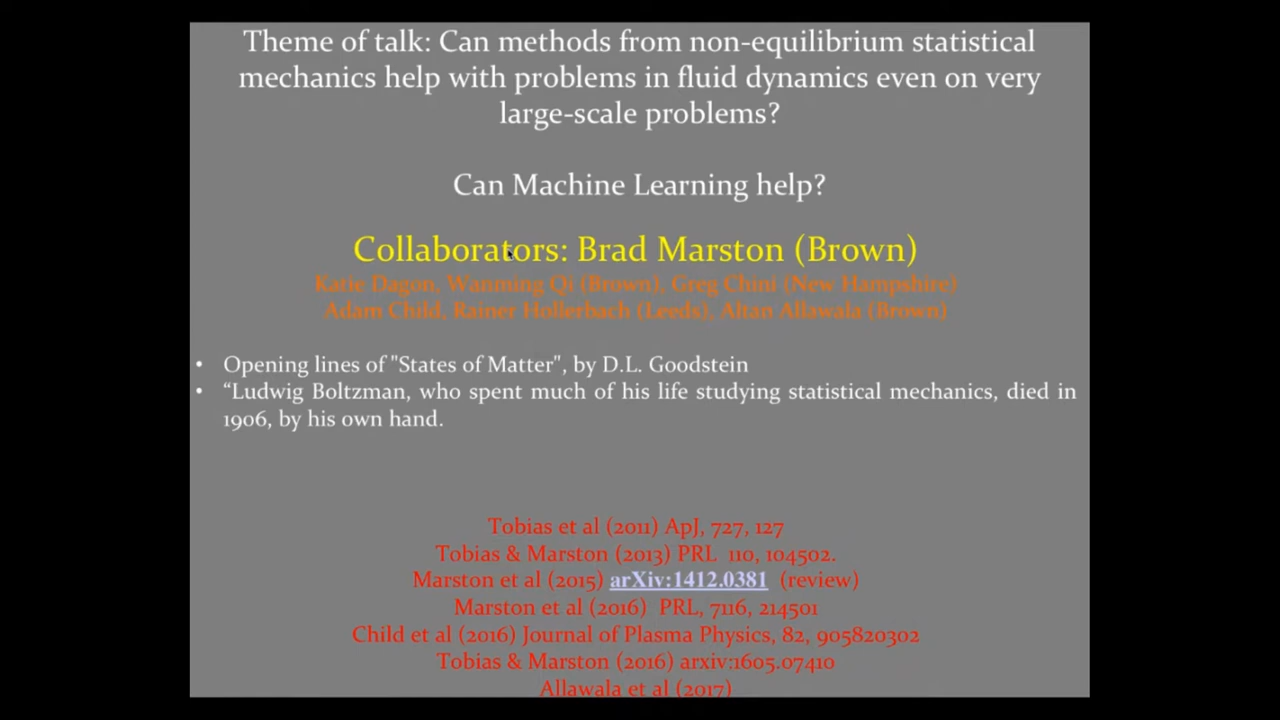 Theme of talk: Can methods from non-equilibrium statistical
mechanics help with problems in fluid dynamics even on very
large-scale problems?
Can Machine Learning help?
Collaborators: Brad Marston (Brown)
Katie Dagon, Wanming Qi (Brown), Greg Chini (New Hampshire)
Adam Child, Rainer Hollerbach (Leeds), Altan Allawala (Brown)
• Opening lines of "States of Matter", by D.L. Goodstein
• “Ludwig Boltzman, who spent much of his life studying statistical mechanics, died in
1906, by his own hand.
Tobias et al (2011) ApJ, 727, 127
Tobias & Marston (2013) PRL 110, 104502.
Marston et al (2015) arXiv:1412.0381 (review)
Marston et al (2016) PRL, 7116, 214501
Child et al (2016) Journal of Plasma Physics, 82, 905820302
Tobias & Marston (2016) arxiv:1605.07410
Allawala et al (2017)